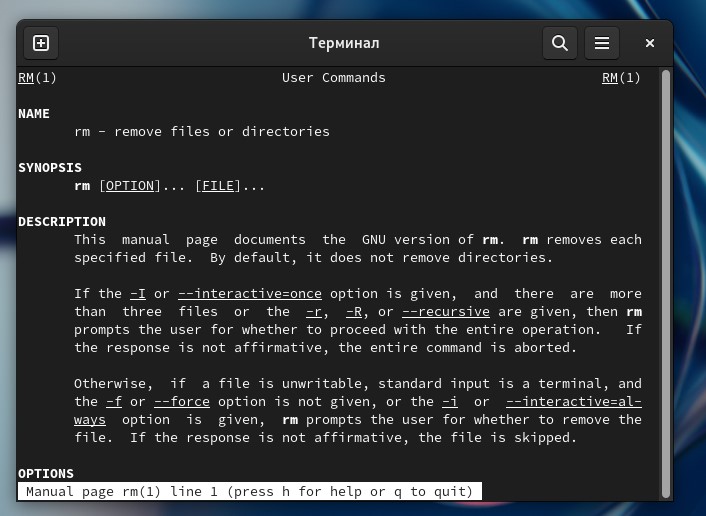 Терминал
RM(1) User Commands RM(1)
NAME
rm - remove files or directories
SYNOPSIS
rm [OPTION]... [FILE]...
DESCRIPTION
This manual page documents the GNU version of rm. rm removes each
specified file. By default, it does not remove directories.
If the -I or --interactive=once option is given, and there are more
than three files or the -r, -R, or --recursive are given, then rm
prompts the user for whether to proceed with the entire operation. If
the response is not affirmative, the entire command is aborted.
Otherwise, if a file is unwritable, standard input is a terminal, and
the -f or --force option is not given, or the -i or --interactive=al-
ways option is given, rm prompts the user for whether to remove the
file. If the response is not affirmative, the file is skipped.
OPTIONS
Manual page rm(1) line 1 (press h for help or q to quit)